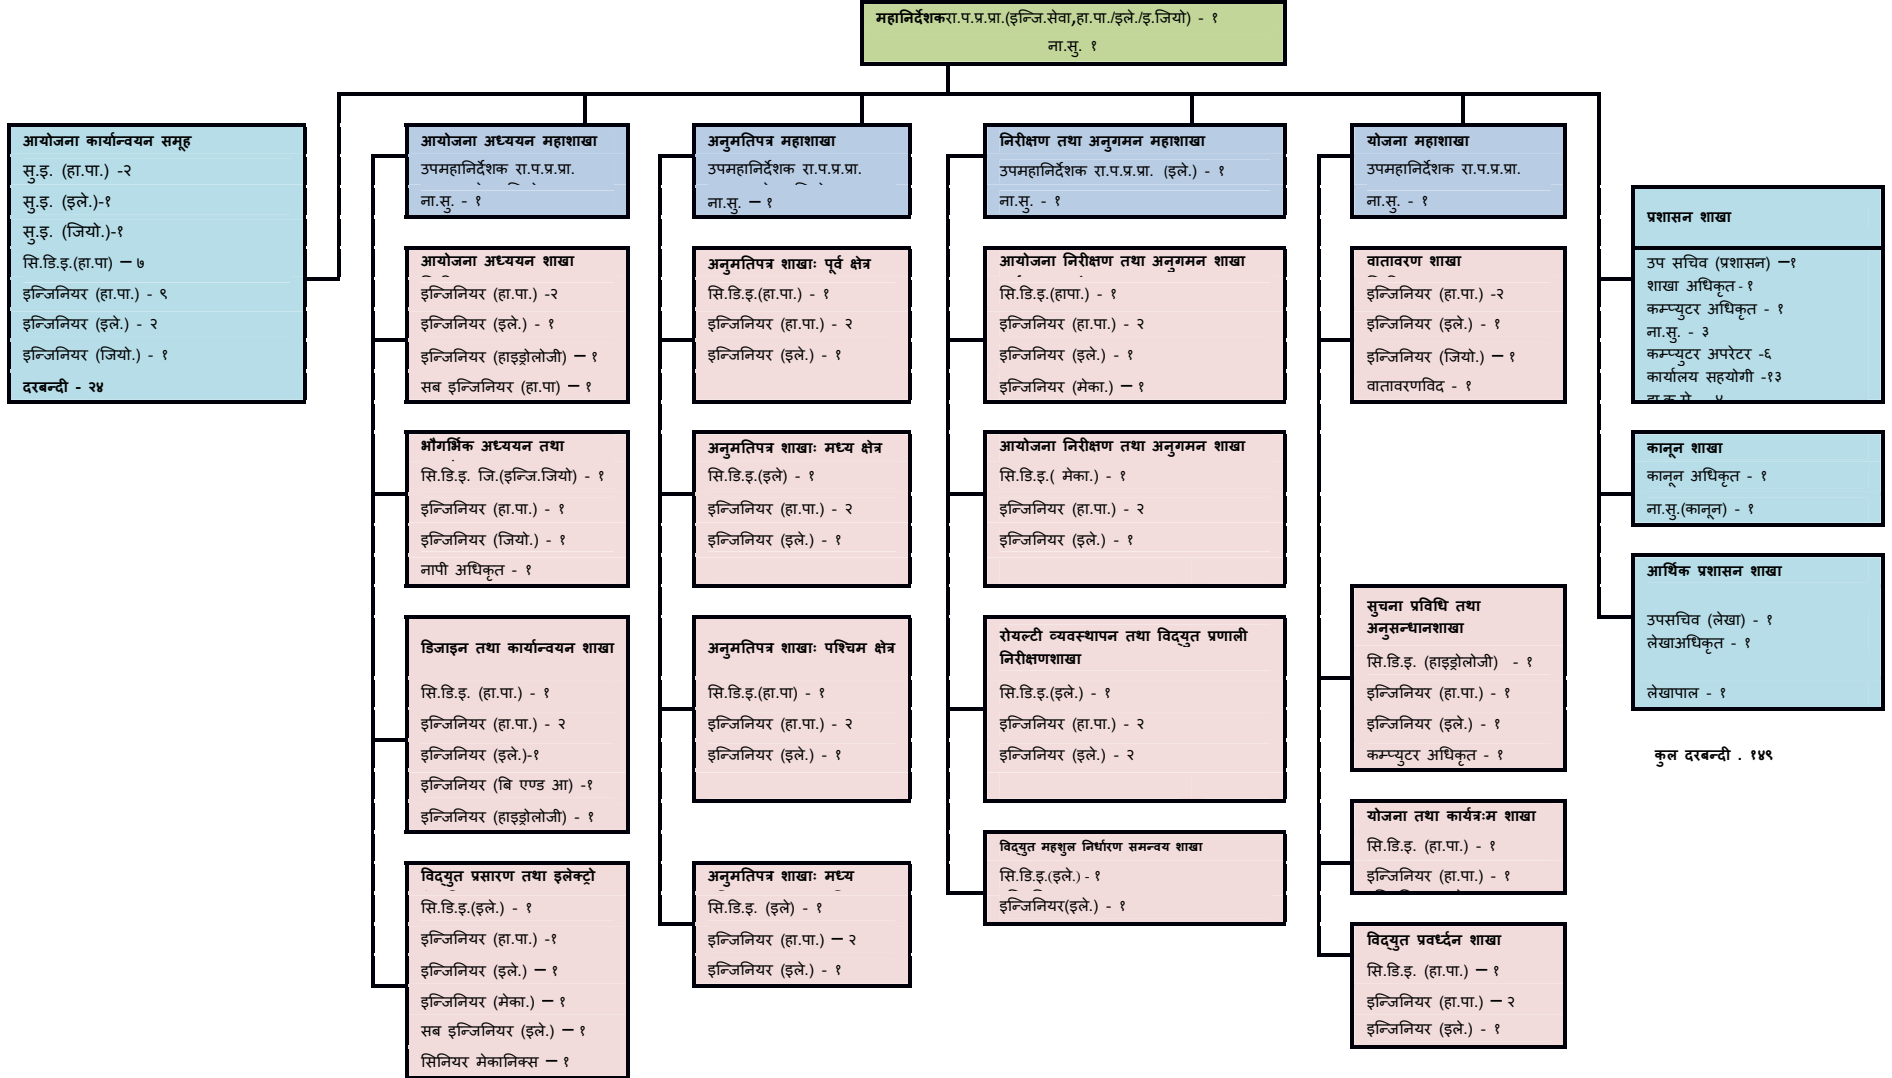 महानिर्देशकरा.प.प्र.प्रा.(इन्जि.सेवा,हा.पा./इले./इ.जियो) - १
ना.सु. १
आयोजना कार्यान्वयन समूह
सु.इ. (हा.पा.) -२
सु.इ. (इले.)-१
सु.इ. (जियो.)-१
सि.डि.इ.(हा.पा) – ७
इन्जिनियर (हा.पा.) - ९
इन्जिनियर (इले.) - २
इन्जिनियर (जियो.) - १
दरबन्दी - २४
आयोजना अध्ययन महाशाखा
उपमहानिर्देशक रा.प.प्र.प्रा.
ना.सु. - १
आयोजना अध्ययन शाखा
इन्जिनियर (हा.पा.) -२
इन्जिनियर (इले.) - १
इन्जिनियर (हाइड्रोलोजी) – १
सब इन्जिनियर (हा.पा) – १
भौगर्भिक अध्ययन तथा
सि.डि.इ. जि.(इन्जि.जियो) - १
इन्जिनियर (हा.पा.) - १
इन्जिनियर (जियो.) - १
नापी अधिकृत - १
डिजाइन तथा कार्यान्वयन शाखा
सि.डि.इ. (हा.पा.) - १
इन्जिनियर (हा.पा.) - २
इन्जिनियर (इले.)-१
इन्जिनियर (बि एण्ड आ) -१
इन्जिनियर (हाइड्रोलोजी) - १
विद्युत प्रसारण तथा इलेक्ट्रो
सि.डि.इ.(इले.) - १
इन्जिनियर (हा.पा.) -१
इन्जिनियर (इले.) – १
इन्जिनियर (मेका.) – १
सब इन्जिनियर (इले.) – १
सिनियर मेकानिक्स – १
अनुमतिपत्र महाशाखा
उपमहानिर्देशक रा.प.प्र.प्रा.
ना.सु. – १
अनुमतिपत्र शाखाः पूर्व क्षेत्र
सि.डि.इ.(हा.पा.) - १
इन्जिनियर (हा.पा.) - २
इन्जिनियर (इले.) - १
अनुमतिपत्र शाखाः मध्य क्षेत्र
सि.डि.इ.(इले) - १
इन्जिनियर (हा.पा.) - २
इन्जिनियर (इले.) - १
अनुमतिपत्र शाखाः पश्चिम क्षेत्र
सि.डि.इ.(हा.पा) - १
इन्जिनियर (हा.पा.) - २
इन्जिनियर (इले.) - १
अनुमतिपत्र शाखाः मध्य
सि.डि.इ. (इले) - १
इन्जिनियर (हा.पा.) – २
इन्जिनियर (इले.) - १
निरीक्षण तथा अनुगमन महाशाखा
उपमहानिर्देशक रा.प.प्र.प्रा. (इले.) - १
ना.सु. - १
आयोजना निरीक्षण तथा अनुगमन शाखा
सि.डि.इ.(हापा.) - १
इन्जिनियर (हा.पा.) - २
इन्जिनियर (इले.) - १
इन्जिनियर (मेका.) – १
आयोजना निरीक्षण तथा अनुगमन शाखा
सि.डि.इ.( मेका.) - १
इन्जिनियर (हा.पा.) - २
इन्जिनियर (इले.) - १
रोयल्टी व्यवस्थापन तथा विद्युत प्रणाली
निरीक्षणशाखा
सि.डि.इ.(इले.) - १
इन्जिनियर (हा.पा.) - २
इन्जिनियर (इले.) - २
विद्युत महशुल निर्धारण समन्वय शाखा
सि.डि.इ.(इले.) - १
इन्जिनियर(इले.) - १
योजना महाशाखा
उपमहानिर्देशक रा.प.प्र.प्रा.
ना.सु. - १
वातावरण शाखा
इन्जिनियर (हा.पा.) -२
इन्जिनियर (इले.) - १
इन्जिनियर (जियो.) – १
वातावरणविद - १
सुचना प्रविधि तथा
अनुसन्धानशाखा
सि.डि.इ. (हाइड्रोलोजी) - १
इन्जिनियर (हा.पा.) - १
इन्जिनियर (इले.) - १
कम्प्युटर अधिकृत - १
योजना तथा कार्यत्रःम शाखा
सि.डि.इ. (हा.पा.) - १
इन्जिनियर (हा.पा.) - १
विद्युत प्रवर्ध्दन शाखा
सि.डि.इ. (हा.पा.) – १
इन्जिनियर (हा.पा.) – २
इन्जिनियर (इले.) - १
प्रशासन शाखा
उप सचिव (प्रशासन) –१
शाखा अधिकृत - १
कम्प्युटर अधिकृत - १
ना.सु. - ३
कम्प्युटर अपरेटर -६
कार्यालय सहयोगी -१३
कानून शाखा
कानून अधिकृत - १
ना.सु.(कानून) - १
आर्थिक प्रशासन शाखा
उपसचिव (लेखा) - १
लेखाअधिकृत - १
लेखापाल - १
कुल दरबन्दी . १४९